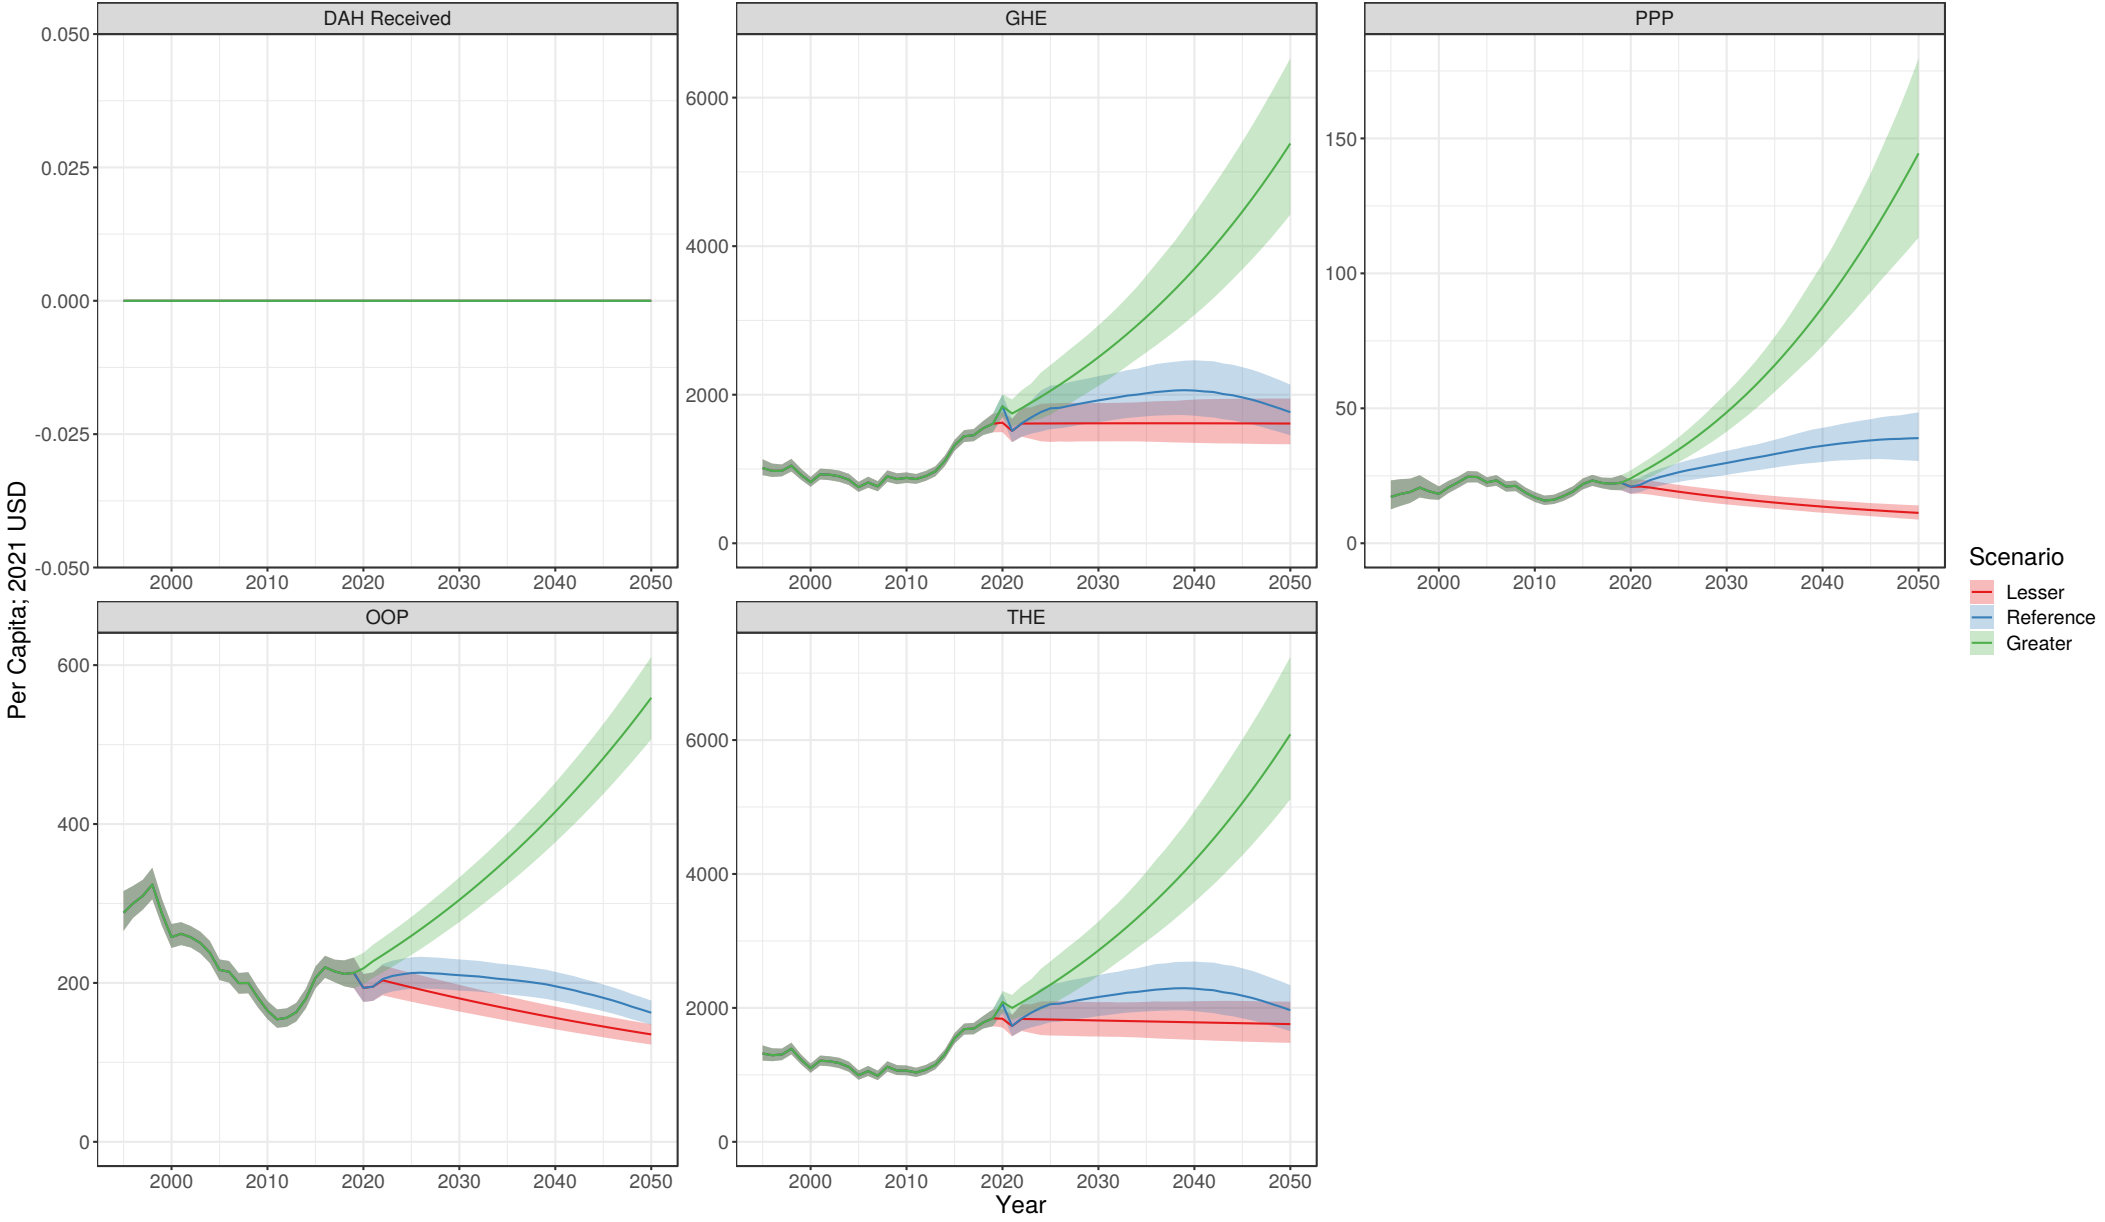 DAH Received
GHE
PPP
0.050
0.025
0.000
-0.025
-0.050
6000
4000
2000
0
150
100
50
0
2000 2010 2020 2030 2040 2050
2000 2010 2020 2030 2040 2050
2000 2010 2020 2030 2040 2050
OOP
THE
600
400
200
0
6000
4000
2000
0
2000 2010 2020 2030 2040 2050
2000 2010 2020 2030 2040 2050
Per Capita; 2021 USD
Year
Scenario
Lesser
Reference
Greater